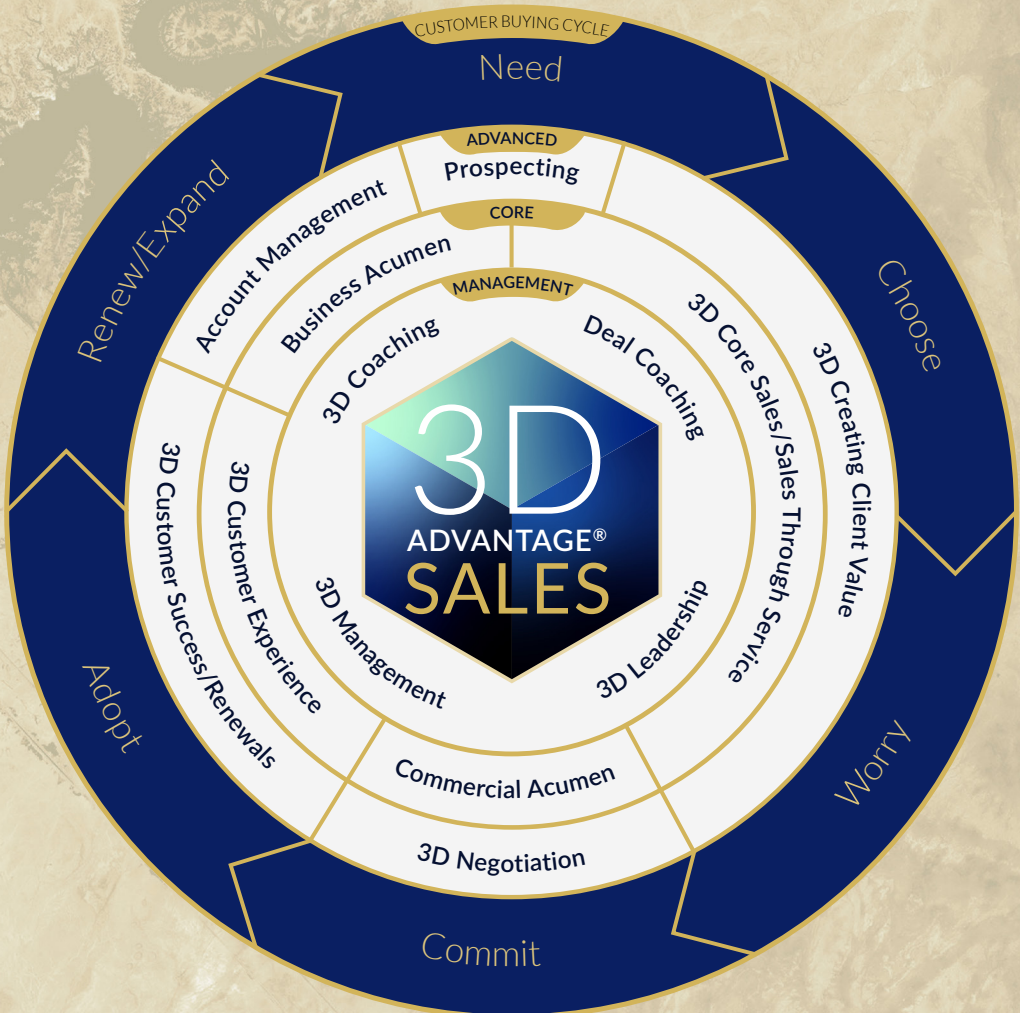 CUSTOMER BUYING CYCLE
Need
Choose
Worry
Commit
Adopt
Renew/Expand
ADVANCED
Prospecting
3D Creating Client Value
3D Negotiation
3D Customer Success/Renewals
Account Management
CORE
3D Core Sales/Sales Through Service
Commercial Acumen
3D Customer Experience
Business Acumen
MANAGEMENT
Deal Coaching
3D Leadership
3D Management
3D Coaching
3D
ADVANTAGE®
SALES